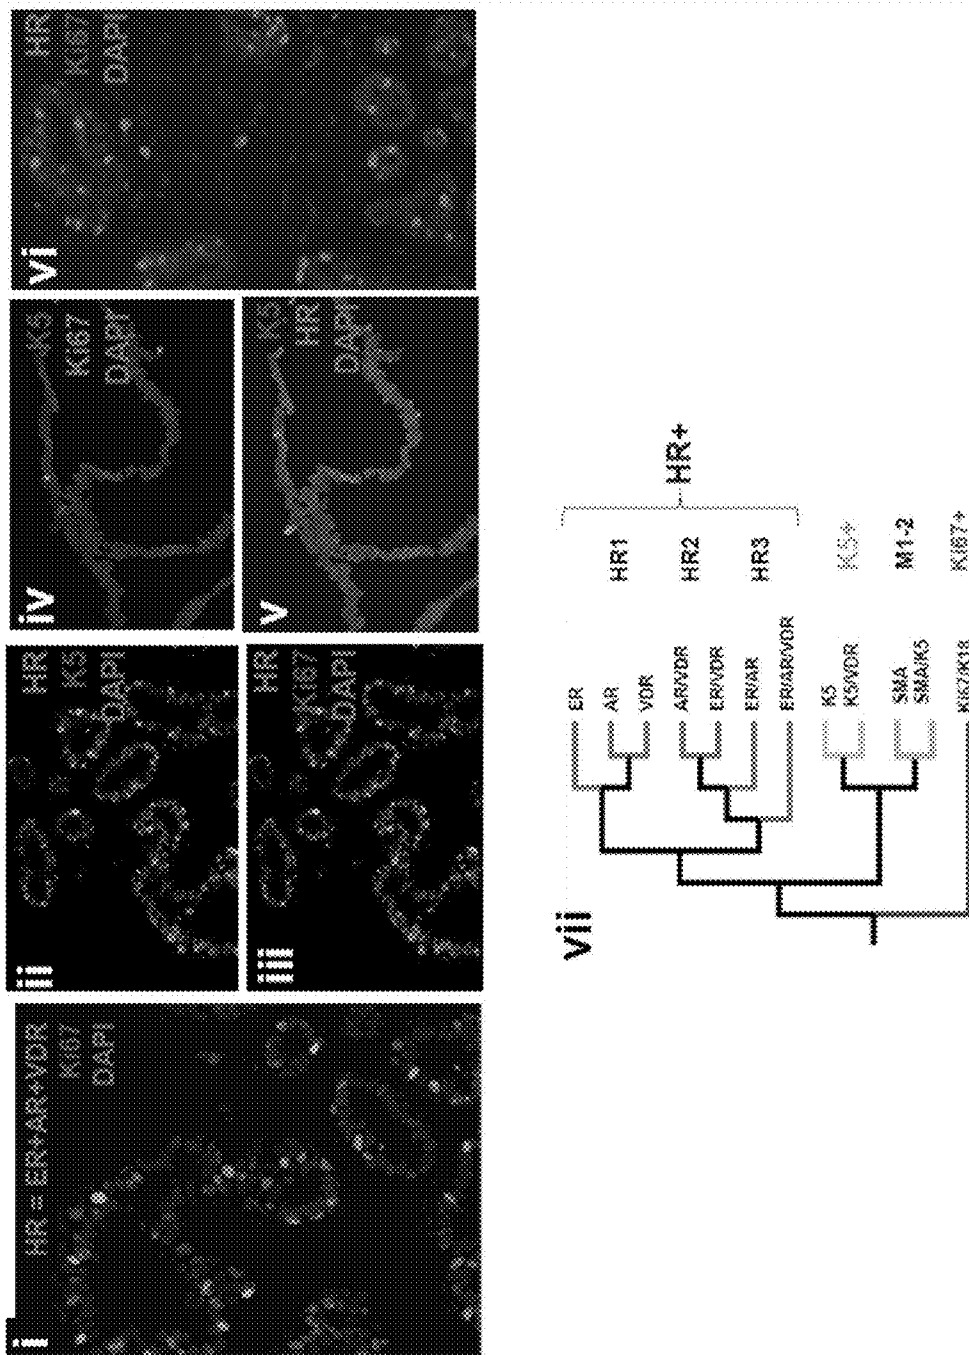 i
HR = ER+AR+VDR
Ki67
DAPI
ii
HR
K5
DAPI
iii
HR
Ki67
DAPI
iv
K5
Ki67
DAPI
v
K5
HR
DAPI
vi
HR
Ki67
DAPI
vii
ER
AR
VDR
AR/VDR
ER/VDR
ER/AR
ER/AR/VDR
K5
K5/VDR
SMA
SMA/K5
Ki67/K18
HR1
HR2
HR3
HR+
K5+
M1-2
Ki67+